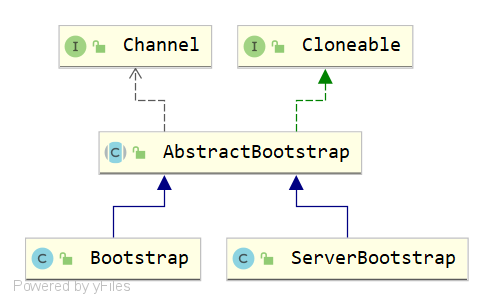 I Channel
I Cloneable
C AbstractBootstrap
C Bootstrap
C ServerBootstrap
Powered by yFiles